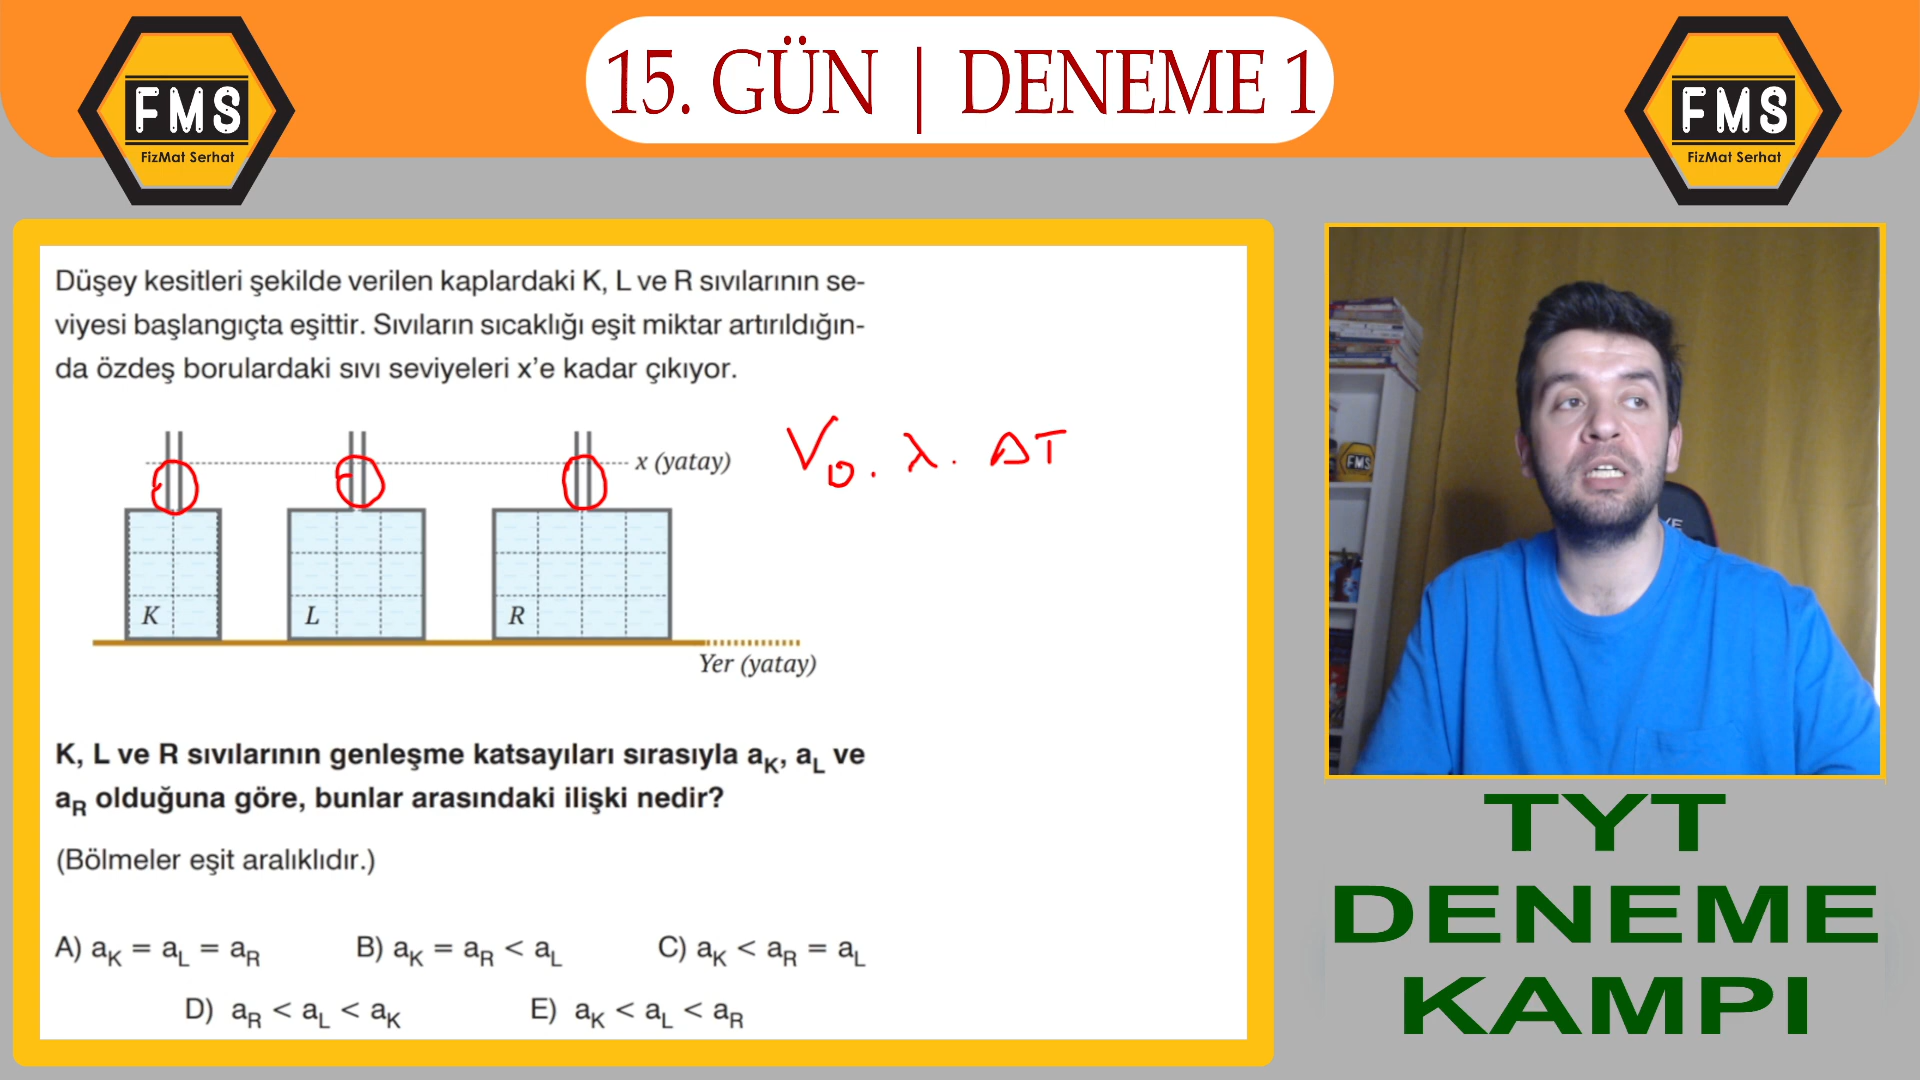 15. GÜN | DENEME 1
FMS
FizMat Serhat
FMS
FizMat Serhat
Düşey kesitleri şekilde verilen kaplardaki K, L ve R sıvılarının se-
viyesi başlangıçta eşittir. Sıvıların sıcaklığı eşit miktar artırıldığın-
da özdeş borulardaki sıvı seviyeleri x'e kadar çıkıyor.
x (yatay)
V₀ . λ . ΔT
K
L
R
Yer (yatay)
K, L ve R sıvılarının genleşme katsayıları sırasıyla aK, aL ve
aR olduğuna göre, bunlar arasındaki ilişki nedir?
(Bölmeler eşit aralıklıdır.)
A) aK = aL = aR B) aK = aR < aL C) aK < aR = aL
D) aR < aL < aK E) aK < aL < aR
FMS
TYT
DENEME
KAMPI